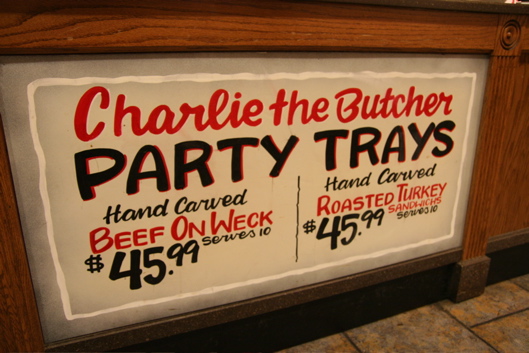 Charlie the Butcher
PARTY TRAYS
Hand Carved
BEEF ON WECK
serves 10
$45.99
Hand Carved
ROASTED TURKEY
SANDWICHS
serves 10
$45.99